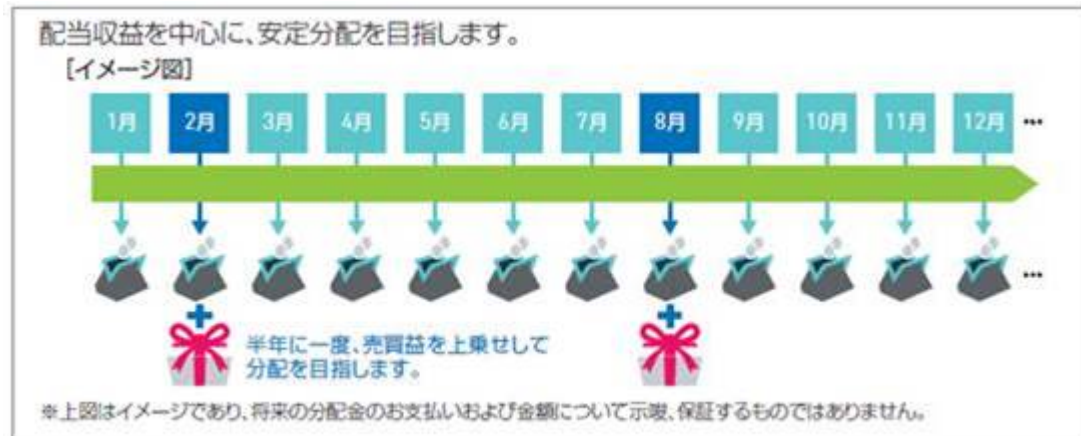 配当収益を中心に、安定分配を目指します。
[イメージ図]
1月 2月 3月 4月 5月 6月 7月 8月 9月 10月 11月 12月 …
…
半年に一度、売買益を上乗せして
分配を目指します。
※上図はイメージであり、将来の分配金のお支払いおよび金額について示唆、保証するものではありません。